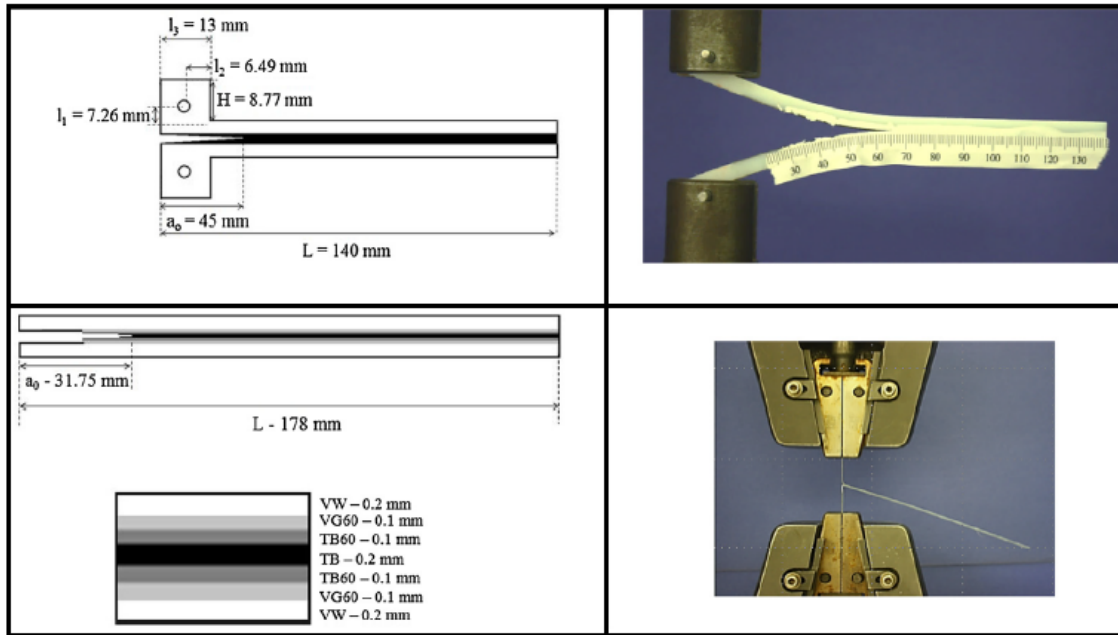 l₃ = 13 mm
l₂ = 6.49 mm
H = 8.77 mm
l₁ = 7.26 mm
aₒ = 45 mm
L = 140 mm
30 40 50 60 70 80 90 100 110 120 130
a₀ - 31.75 mm
L - 178 mm
VW – 0.2 mm
VG60 – 0.1 mm
TB60 – 0.1 mm
TB – 0.2 mm
TB60 – 0.1 mm
VG60 – 0.1 mm
VW – 0.2 mm